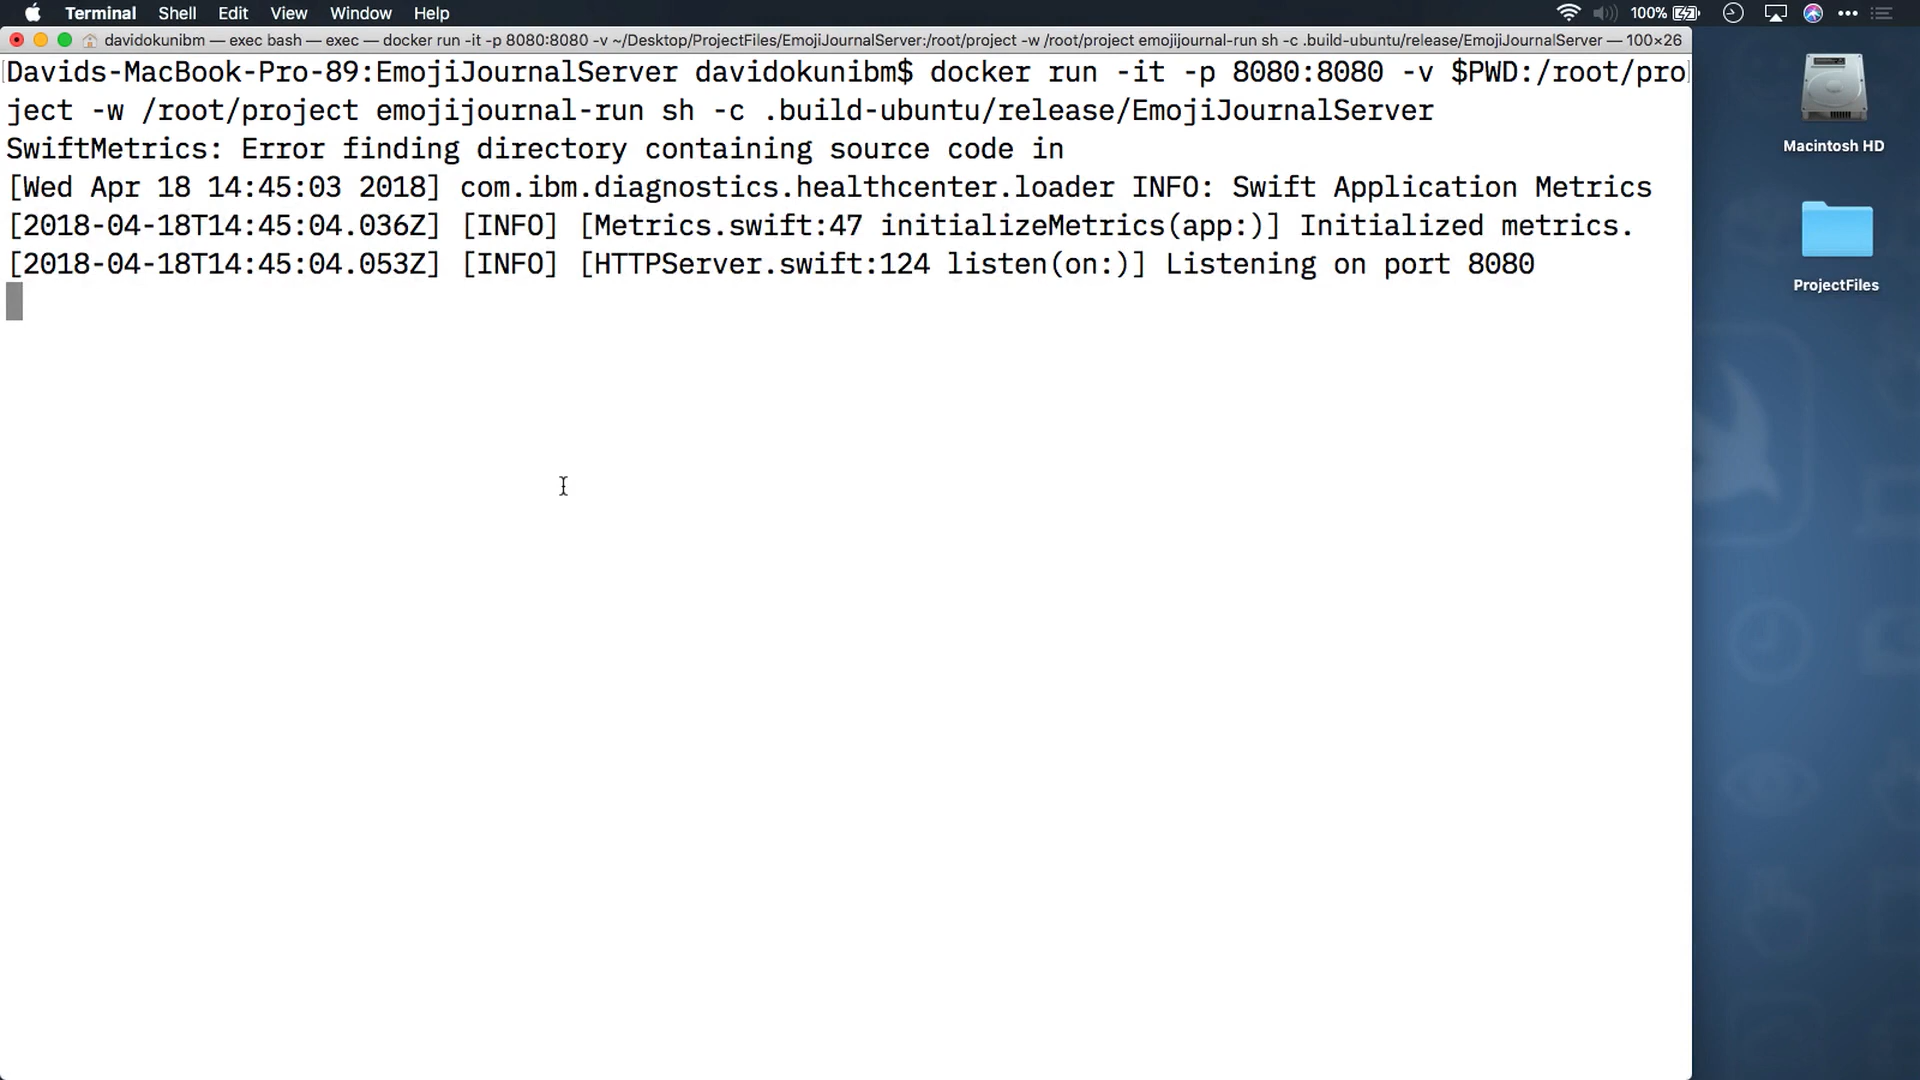 Terminal Shell Edit View Window Help 100%
davidokunibm — exec bash — exec — docker run -it -p 8080:8080 -v ~/Desktop/ProjectFiles/EmojiJournalServer:/root/project -w /root/project emojijournal-run sh -c .build-ubuntu/release/EmojiJournalServer — 100×26
Davids-MacBook-Pro-89:EmojiJournalServer davidokunibm$ docker run -it -p 8080:8080 -v $PWD:/root/pro
ject -w /root/project emojijournal-run sh -c .build-ubuntu/release/EmojiJournalServer
SwiftMetrics: Error finding directory containing source code in
[Wed Apr 18 14:45:03 2018] com.ibm.diagnostics.healthcenter.loader INFO: Swift Application Metrics
[2018-04-18T14:45:04.036Z] [INFO] [Metrics.swift:47 initializeMetrics(app:)] Initialized metrics.
[2018-04-18T14:45:04.053Z] [INFO] [HTTPServer.swift:124 listen(on:)] Listening on port 8080
Macintosh HD
ProjectFiles